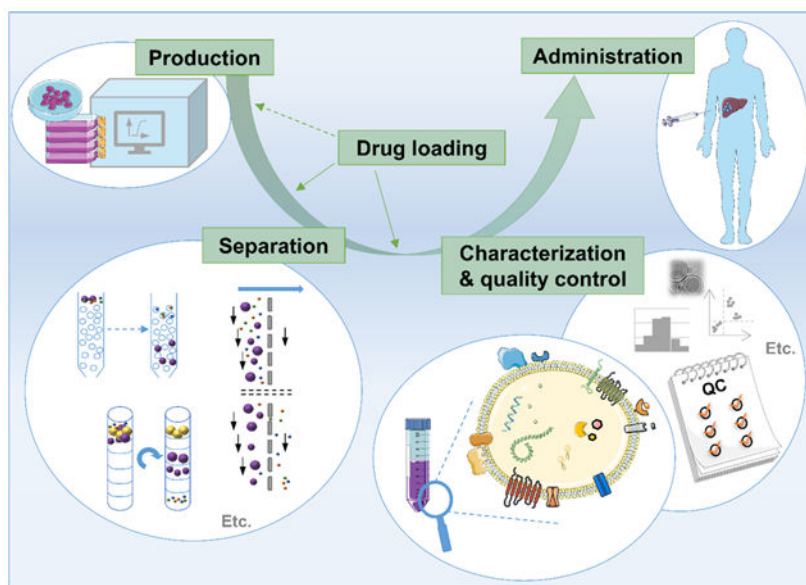 Production
Administration
Drug loading
Separation
Characterization
& quality control
Etc.
QC
Etc.